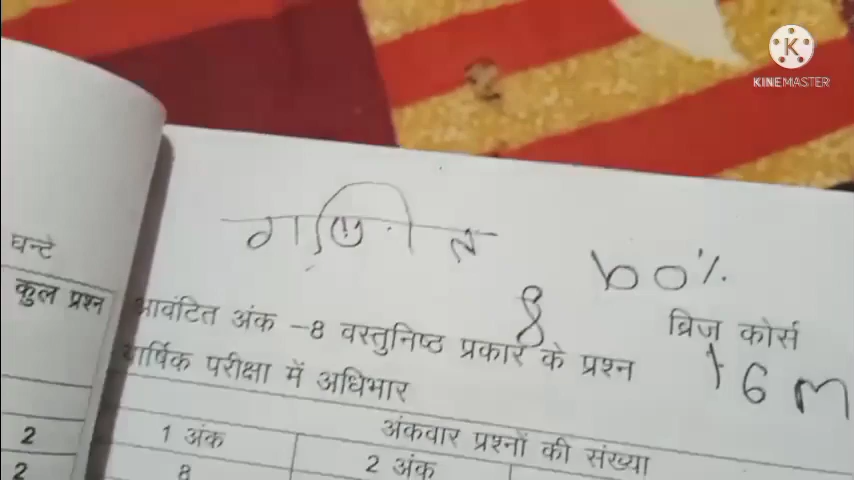 KINEMASTER
गणित
60%
8
ब्रिज कोर्स
16 m
घन्टे
कुल प्रश्न
आवंटित अंक -8 वस्तुनिष्ठ प्रकार के प्रश्न
वार्षिक परीक्षा में अधिभार
अंकवार प्रश्नों की संख्या
1 अंक
2 अंक
2
8
2